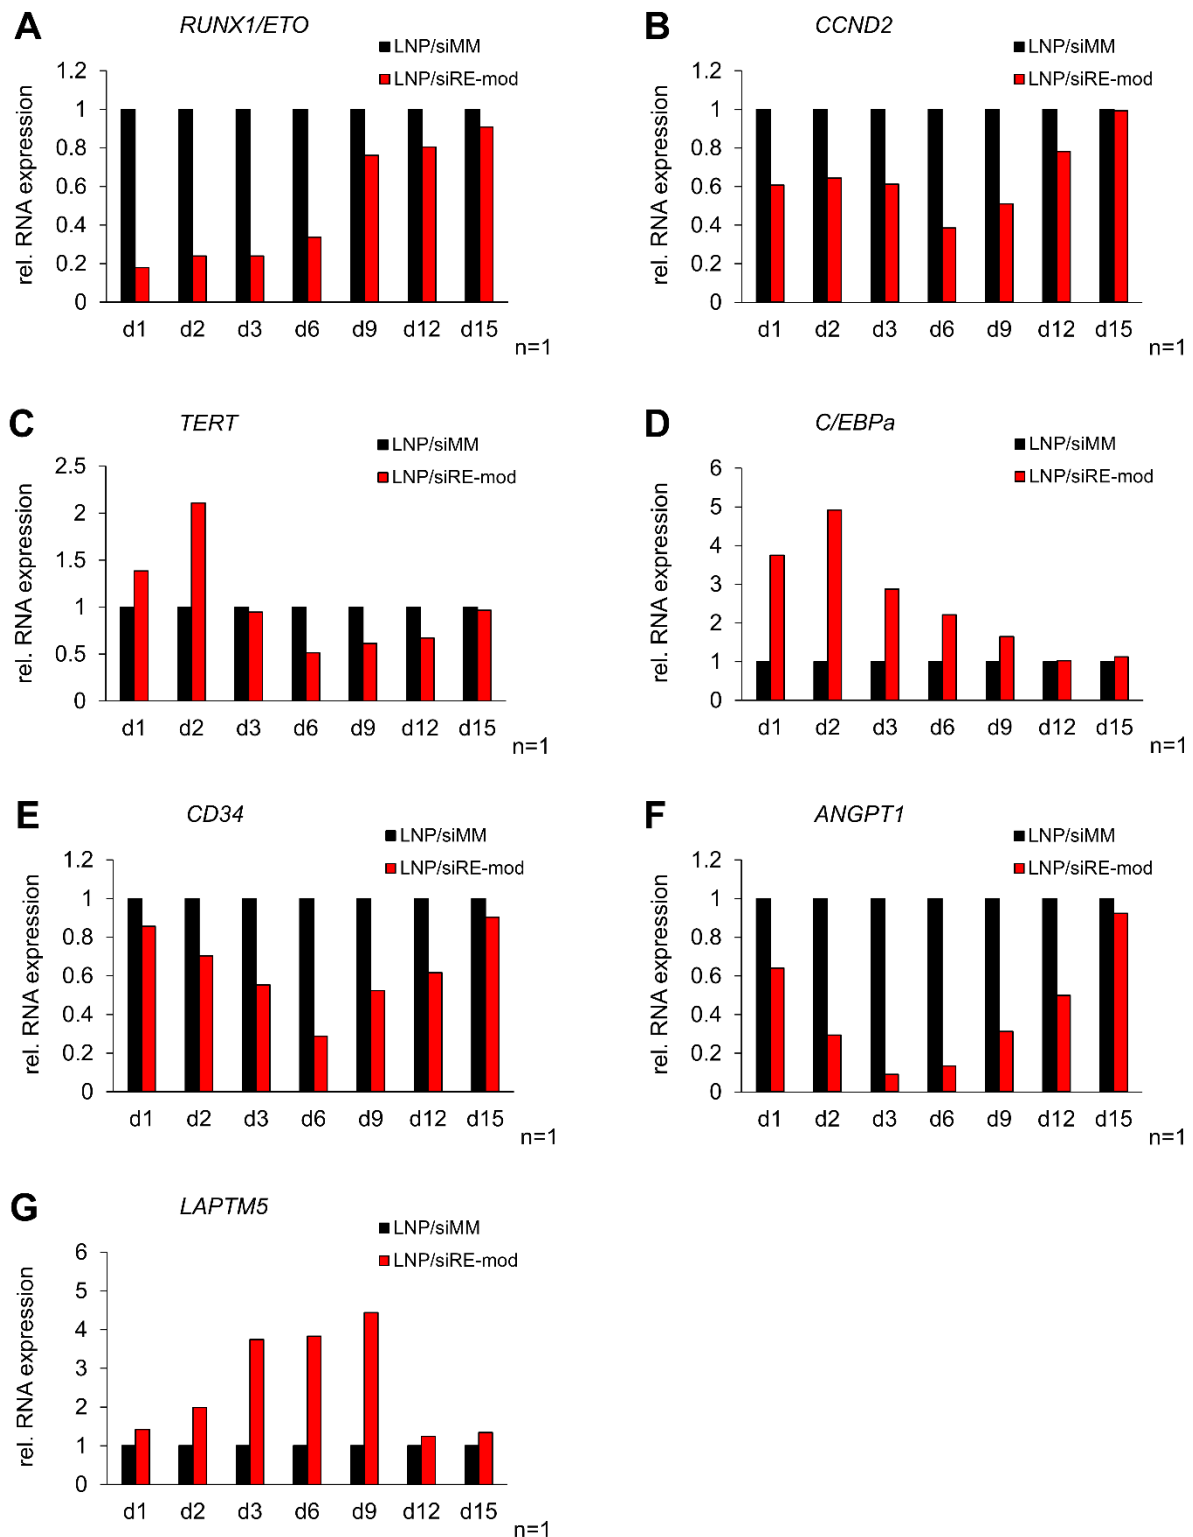 A
RUNX1/ETO
LNP/siMM
LNP/siRE-mod
rel. RNA expression
1.2
1
0.8
0.6
0.4
0.2
0
d1 d2 d3 d6 d9 d12 d15
n=1
B
CCND2
LNP/siMM
LNP/siRE-mod
rel. RNA expression
1.2
1
0.8
0.6
0.4
0.2
0
d1 d2 d3 d6 d9 d12 d15
n=1
C
TERT
LNP/siMM
LNP/siRE-mod
rel. RNA expression
2.5
2
1.5
1
0.5
0
d1 d2 d3 d6 d9 d12 d15
n=1
D
C/EBPa
LNP/siMM
LNP/siRE-mod
rel. RNA expression
6
5
4
3
2
1
0
d1 d2 d3 d6 d9 d12 d15
n=1
E
CD34
LNP/siMM
LNP/siRE-mod
rel. RNA expression
1.2
1
0.8
0.6
0.4
0.2
0
d1 d2 d3 d6 d9 d12 d15
n=1
F
ANGPT1
LNP/siMM
LNP/siRE-mod
rel. RNA expression
1.2
1
0.8
0.6
0.4
0.2
0
d1 d2 d3 d6 d9 d12 d15
n=1
G
LAPTM5
LNP/siMM
LNP/siRE-mod
rel. RNA expression
6
5
4
3
2
1
0
d1 d2 d3 d6 d9 d12 d15
n=1